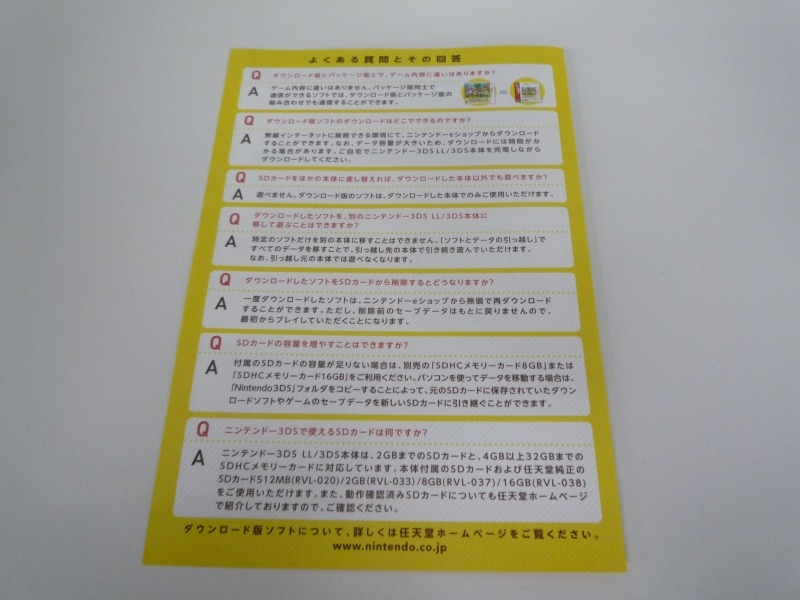 よくある質問とその回答
Q ダウンロード版とパッケージ版とで、ゲーム内容に違いはありますか?
A ゲーム内容に違いはありません。パッケージ版同士で
通信ができるソフトでは、ダウンロード版とパッケージ版の
組み合わせでも通信することができます。
Q ダウンロード版ソフトのダウンロードはどこでできるのですか?
A 無線インターネットに接続できる環境にて、ニンテンドーeショップからダウンロード
することができます。なお、データ容量が大きいため、ダウンロードには時間がか
かる場合があります。ご自宅でニンテンドー3DS LL/3DS本体を充電しながら
ダウンロードしてください。
Q SDカードをほかの本体に差し替えれば、ダウンロードした本体以外でも遊べますか?
A 遊べません。ダウンロード版のソフトは、ダウンロードした本体でのみご使用いただけます。
Q ダウンロードしたソフトを、別のニンテンドー3DS LL/3DS本体に
移して遊ぶことはできますか?
A 特定のソフトだけを別の本体に移すことはできません。「ソフトとデータの引っ越し」で
すべてのデータを移すことで、引っ越し先の本体で引き続き遊んでいただけます。
なお、引っ越し元の本体では遊べなくなります。
Q ダウンロードしたソフトをSDカードから削除するとどうなりますか?
A 一度ダウンロードしたソフトは、ニンテンドーeショップから無償で再ダウンロード
することができます。ただし、削除前のセーブデータはもとに戻りませんので、
最初からプレイしていただくことになります。
Q SDカードの容量を増やすことはできますか?
A 付属のSDカードの容量が足りない場合は、別売の「SDHCメモリーカード8GB」または
「SDHCメモリーカード16GB」をご利用ください。パソコンを使ってデータを移動する場合は、
「Nintendo 3DS」フォルダをコピーすることによって、元のSDカードに保存されていたダウン
ロードソフトやゲームのセーブデータを新しいSDカードに引き継ぐことができます。
Q ニンテンドー3DSで使えるSDカードは何ですか?
A ニンテンドー3DS LL/3DS本体は、2GBまでのSDカードと、4GB以上32GBまでの
SDHCメモリーカードに対応しています。本体付属のSDカードおよび任天堂純正の
SDカード512MB(RVL-020)/2GB(RVL-033)/8GB(RVL-037)/16GB(RVL-038)
をご使用いただけます。また、動作確認済みSDカードについても任天堂ホームページ
で紹介しておりますので、ご確認ください。
ダウンロード版ソフトについて、詳しくは任天堂ホームページをご覧ください。
www.nintendo.co.jp